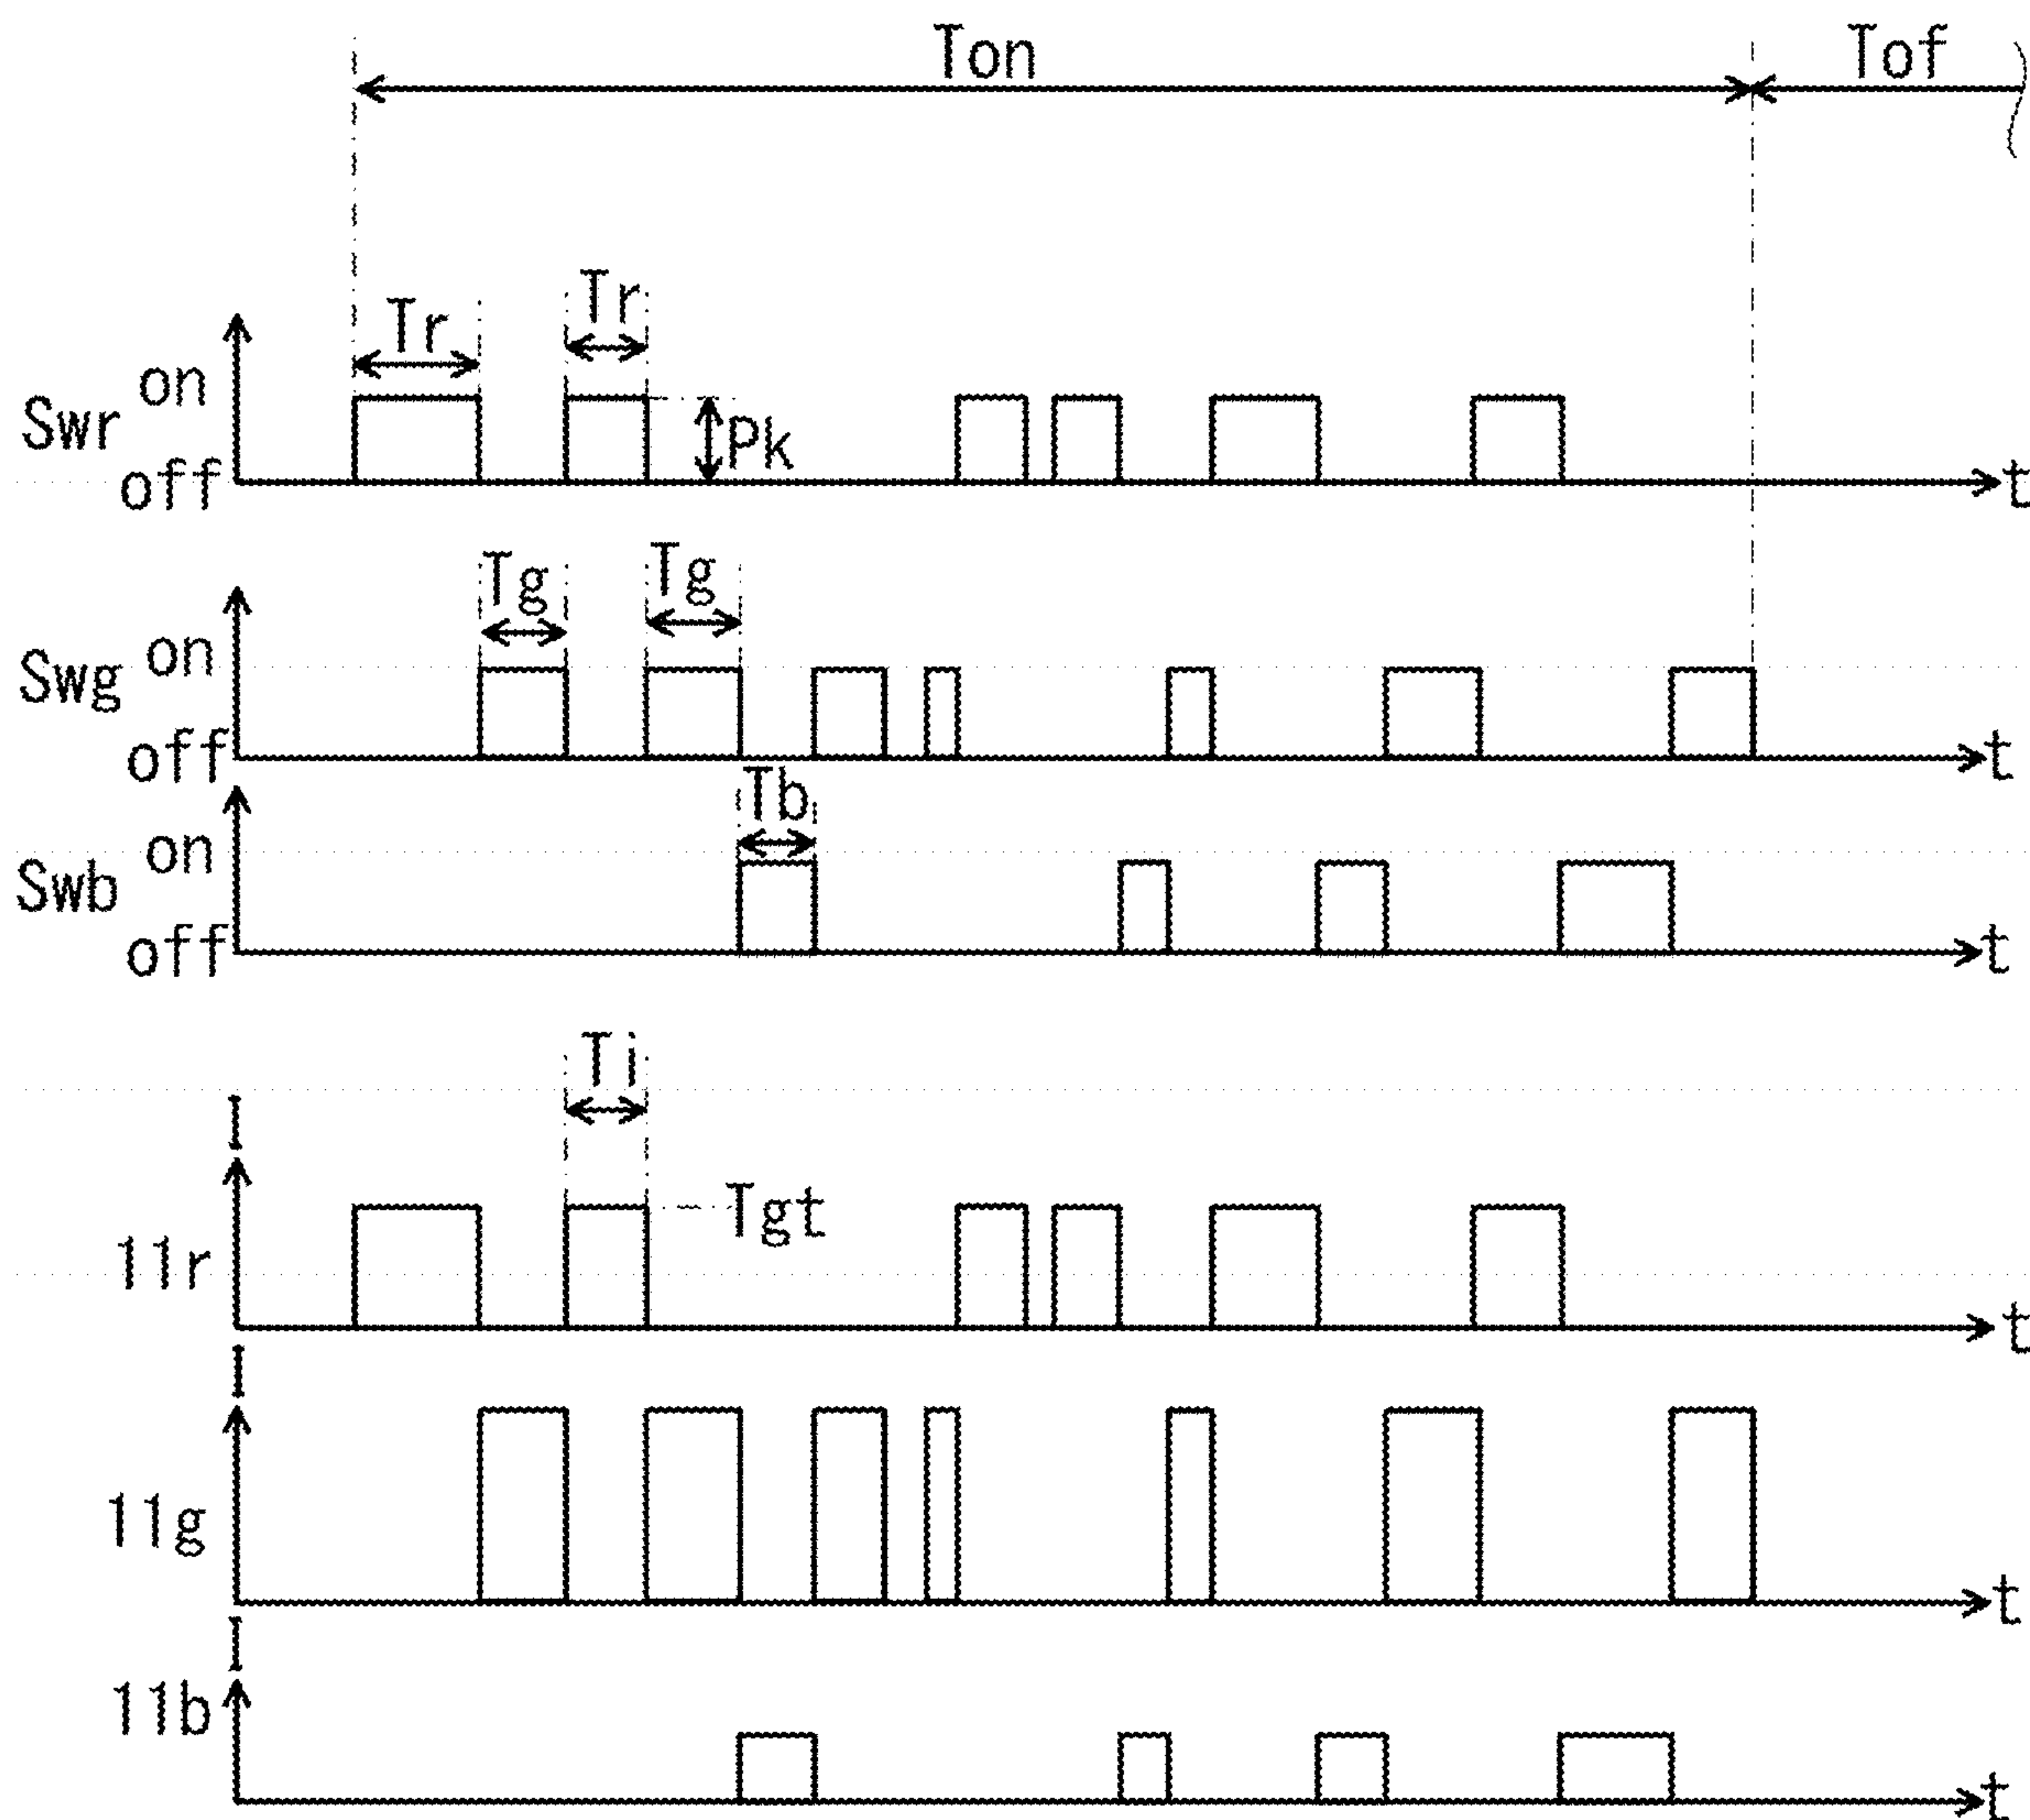 Ton
Tof
Tr
Tr
on
Swr
Pk
off
t
Tg
Tg
on
Swg
off
t
Tb
on
Swb
off
t
Ti
I
Tgt
11r
t
I
11g
t
I
11b
t